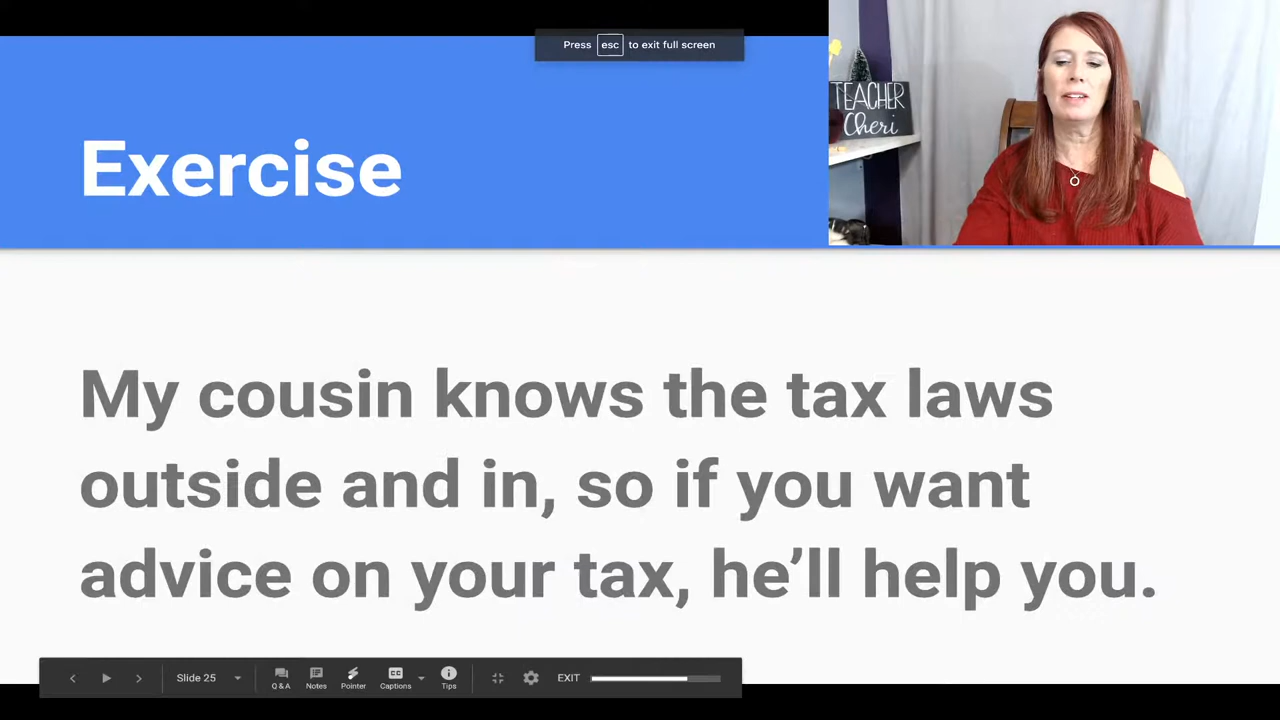 Press esc to exit full screen
TEACHER
Cheri
Exercise
My cousin knows the tax laws
outside and in, so if you want
advice on your tax, he’ll help you.
Slide 25
Q & A
Notes
Pointer
Captions
Tips
EXIT